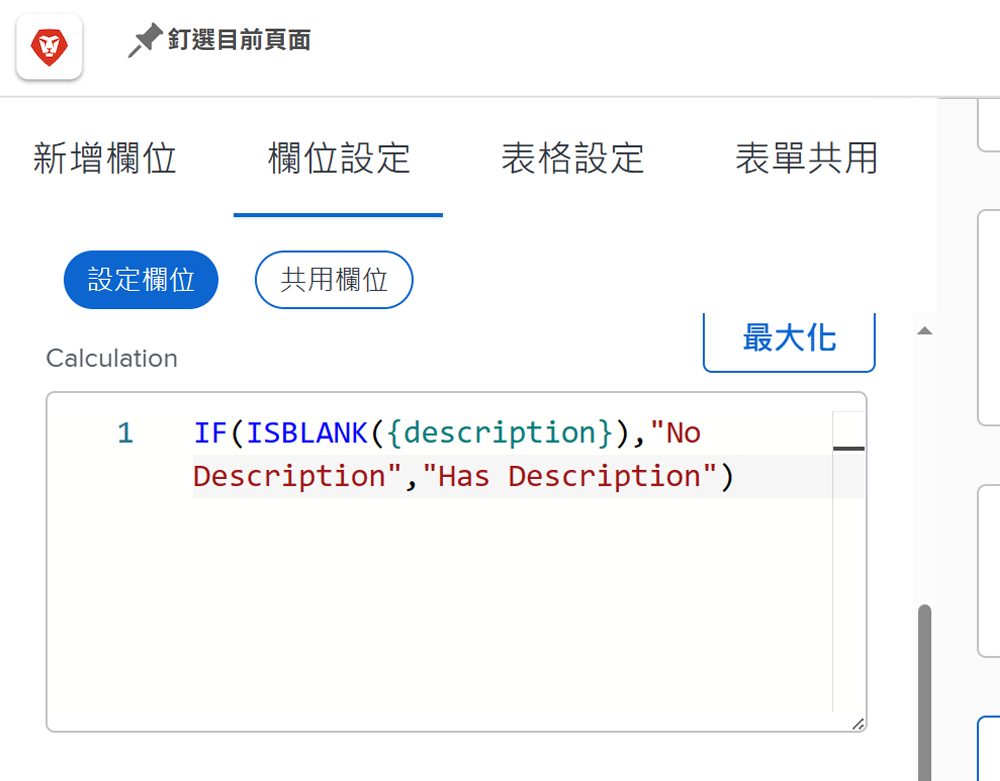 釘選目前頁面
新增欄位 欄位設定 表格設定 表單共用
設定欄位 共用欄位
最大化
Calculation
1 IF(ISBLANK({description}),"No
Description","Has Description")